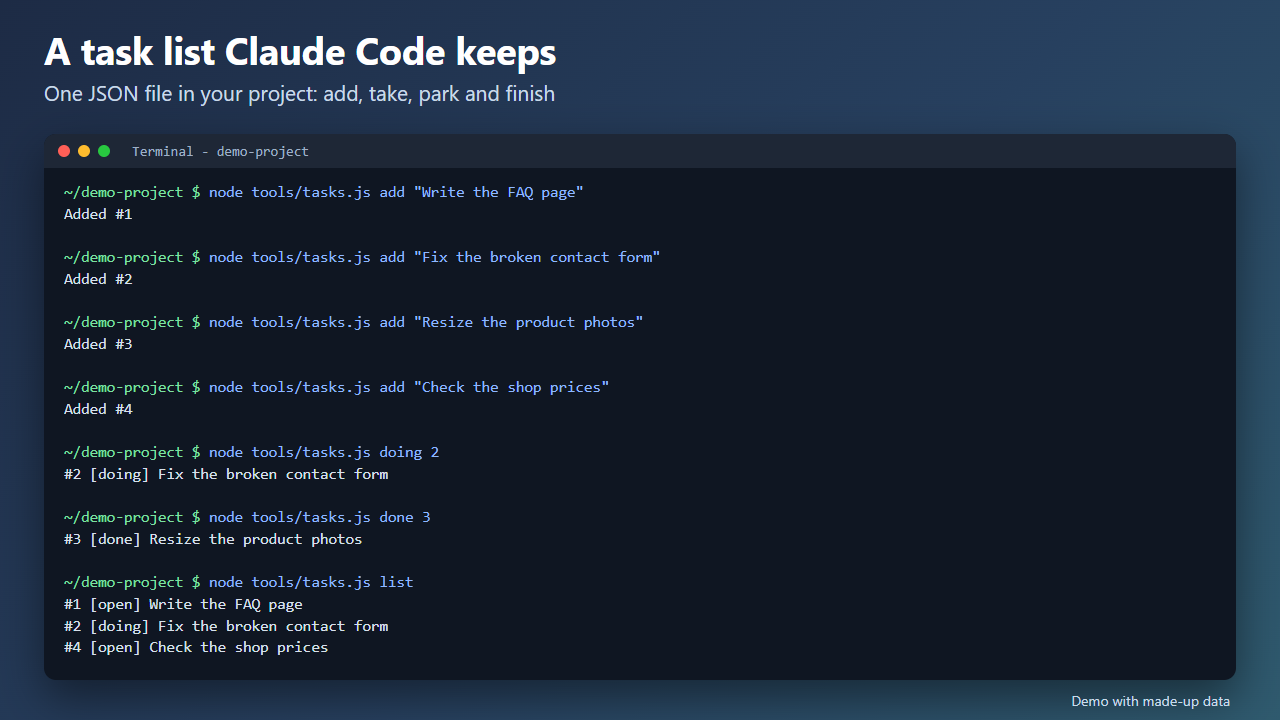 A task list Claude Code keeps
One JSON file in your project: add, take, park and finish
Terminal - demo-project
~/demo-project $ node tools/tasks.js add "Write the FAQ page"
Added #1
~/demo-project $ node tools/tasks.js add "Fix the broken contact form"
Added #2
~/demo-project $ node tools/tasks.js add "Resize the product photos"
Added #3
~/demo-project $ node tools/tasks.js add "Check the shop prices"
Added #4
~/demo-project $ node tools/tasks.js doing 2
#2 [doing] Fix the broken contact form
~/demo-project $ node tools/tasks.js done 3
#3 [done] Resize the product photos
~/demo-project $ node tools/tasks.js list
#1 [open] Write the FAQ page
#2 [doing] Fix the broken contact form
#4 [open] Check the shop prices
Demo with made-up data